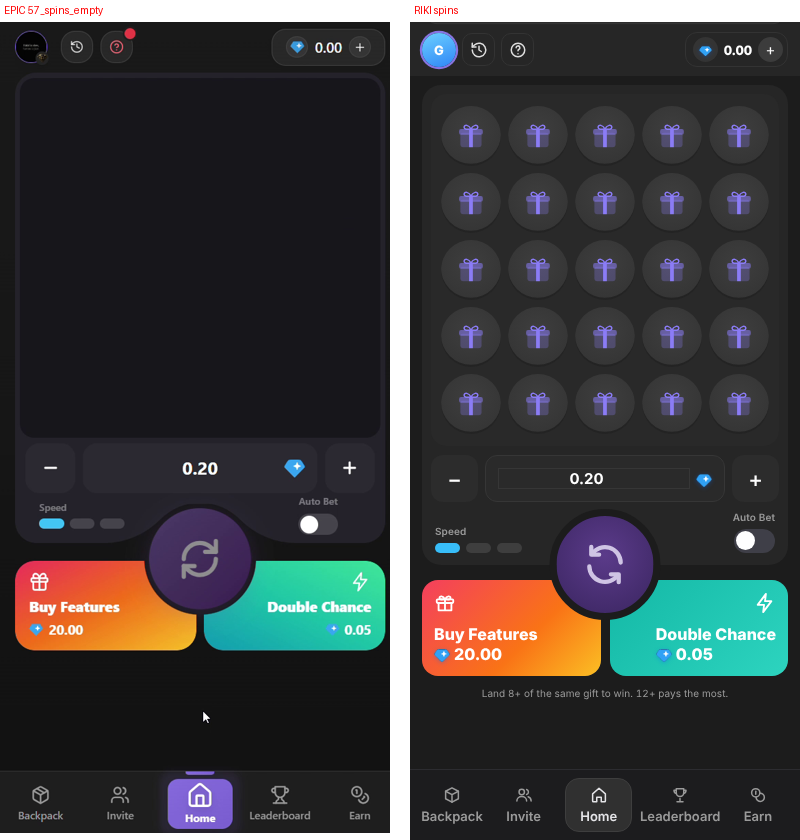 EPIC 57_spins_empty
0.00
0.20
Speed
Auto Bet
Buy Features
20.00
Double Chance
0.05
Backpack
Invite
Home
Leaderboard
Earn
RIKI spins
G
0.00
0.20
Speed
Auto Bet
Buy Features
20.00
Double Chance
0.05
Land 8+ of the same gift to win. 12+ pays the most.
Backpack
Invite
Home
Leaderboard
Earn